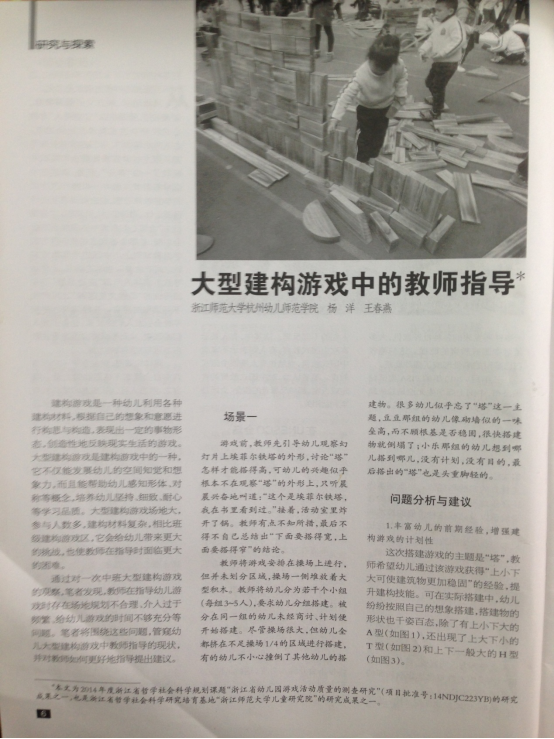 研究与探索
大型建构游戏中的教师指导*
浙江师范大学杭州幼儿师范学院 杨 洋 王春燕
建构游戏是一种幼儿利用各种
建构材料,根据自己的想象和意愿进
行构思与构造,表现出一定的事物形
态,创造性地反映现实生活的游戏。
大型建构游戏是建构游戏中的一种,
它不仅能发展幼儿的空间知觉和想
象力,而且能帮助幼儿感知形体、对
称等概念,培养幼儿坚持、细致、耐心
等学习品质。大型建构游戏场地大,
参与人数多,建构材料复杂,相比班
级建构游戏区,它会给幼儿带来更大
的挑战,也使教师在指导时面临更大
的困难。
通过对一次中班大型建构游戏
的观察,笔者发现,教师在指导幼儿游
戏时存在场地规划不合理、介入过于
频繁、给幼儿游戏的时间不够充分等
问题。笔者将围绕这些问题,管窥幼
儿大型建构游戏中教师指导的现状,
并对教师如何更好地指导提出建议。
场景一
游戏前,教师先引导幼儿观察幻
灯片上埃菲尔铁塔的外形,讨论“塔”
怎样才能搭得高,可幼儿的兴趣似乎
根本不在观察“塔”的外形上,只听晨
晨兴奋地叫道:“这个是埃菲尔铁塔,
我在书里看到过。”接着,活动室里炸
开了锅。教师有点不知所措,最后不
得不自己总结出“下面要搭得宽,上
面要搭得窄”的结论。
教师将游戏安排在操场上进行,
但并未划分区域,操场一侧堆放着大
型积木。教师将幼儿分为若干个小组
(每组3~5人),要求幼儿分组搭建。被
分在同一组的幼儿未经商讨、计划便
开始搭建。尽管操场很大,但幼儿全
都挤在不足操场1/4的区域进行搭建,
有的幼儿不小心撞倒了其他幼儿的搭
建物。很多幼儿似乎忘了“塔”这一主
题,豆豆那组的幼儿像砌墙似的一味
垒高,而不顾根基是否稳固,很快搭建
物就倒塌了;小乐那组的幼儿想到哪
儿搭到哪儿,没有计划,没有目的,最
后搭出的“塔”也是头重脚轻的。
问题分析与建议
1.丰富幼儿的前期经验,增强建
构游戏的计划性
这次搭建游戏的主题是“塔”,教
师希望幼儿通过该游戏获得“上小下
大可使建筑物更加稳固”的经验,提
升建构技能。可在实际搭建中,幼儿
纷纷按照自己的想象搭建,搭建物的
形状也千姿百态,除了有上小下大的
A型(如图1),还出现了上大下小的
T型(如图2)和上下一般大的H型
(如图3)。
*本文为2014年度浙江省哲学社会科学规划课题“浙江省幼儿园游戏活动质量的测查研究”(项目批准号:14NDJC223YB)的研究
成果之一,也是浙江省哲学社会科学研究培育基地“浙江师范大学儿童研究院”的研究成果之一。
6